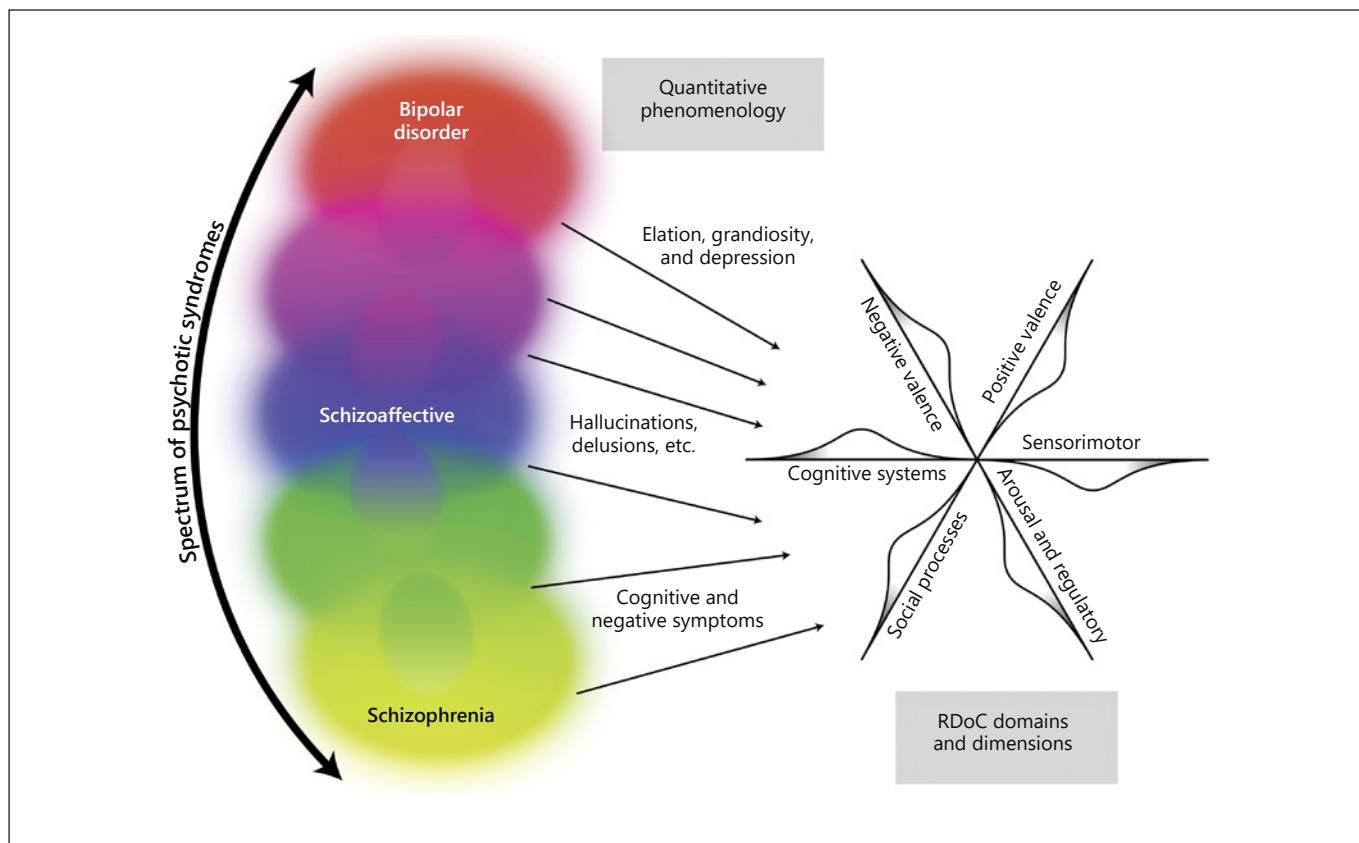 Spectrum of psychotic syndromes
Bipolar
disorder
Schizoaffective
Schizophrenia
Quantitative
phenomenology
Elation, grandiosity,
and depression
Hallucinations,
delusions, etc.
Cognitive and
negative symptoms
Negative valence
Positive valence
Cognitive systems
Sensorimotor
Social processes
Arousal and regulatory
RDoC domains
and dimensions